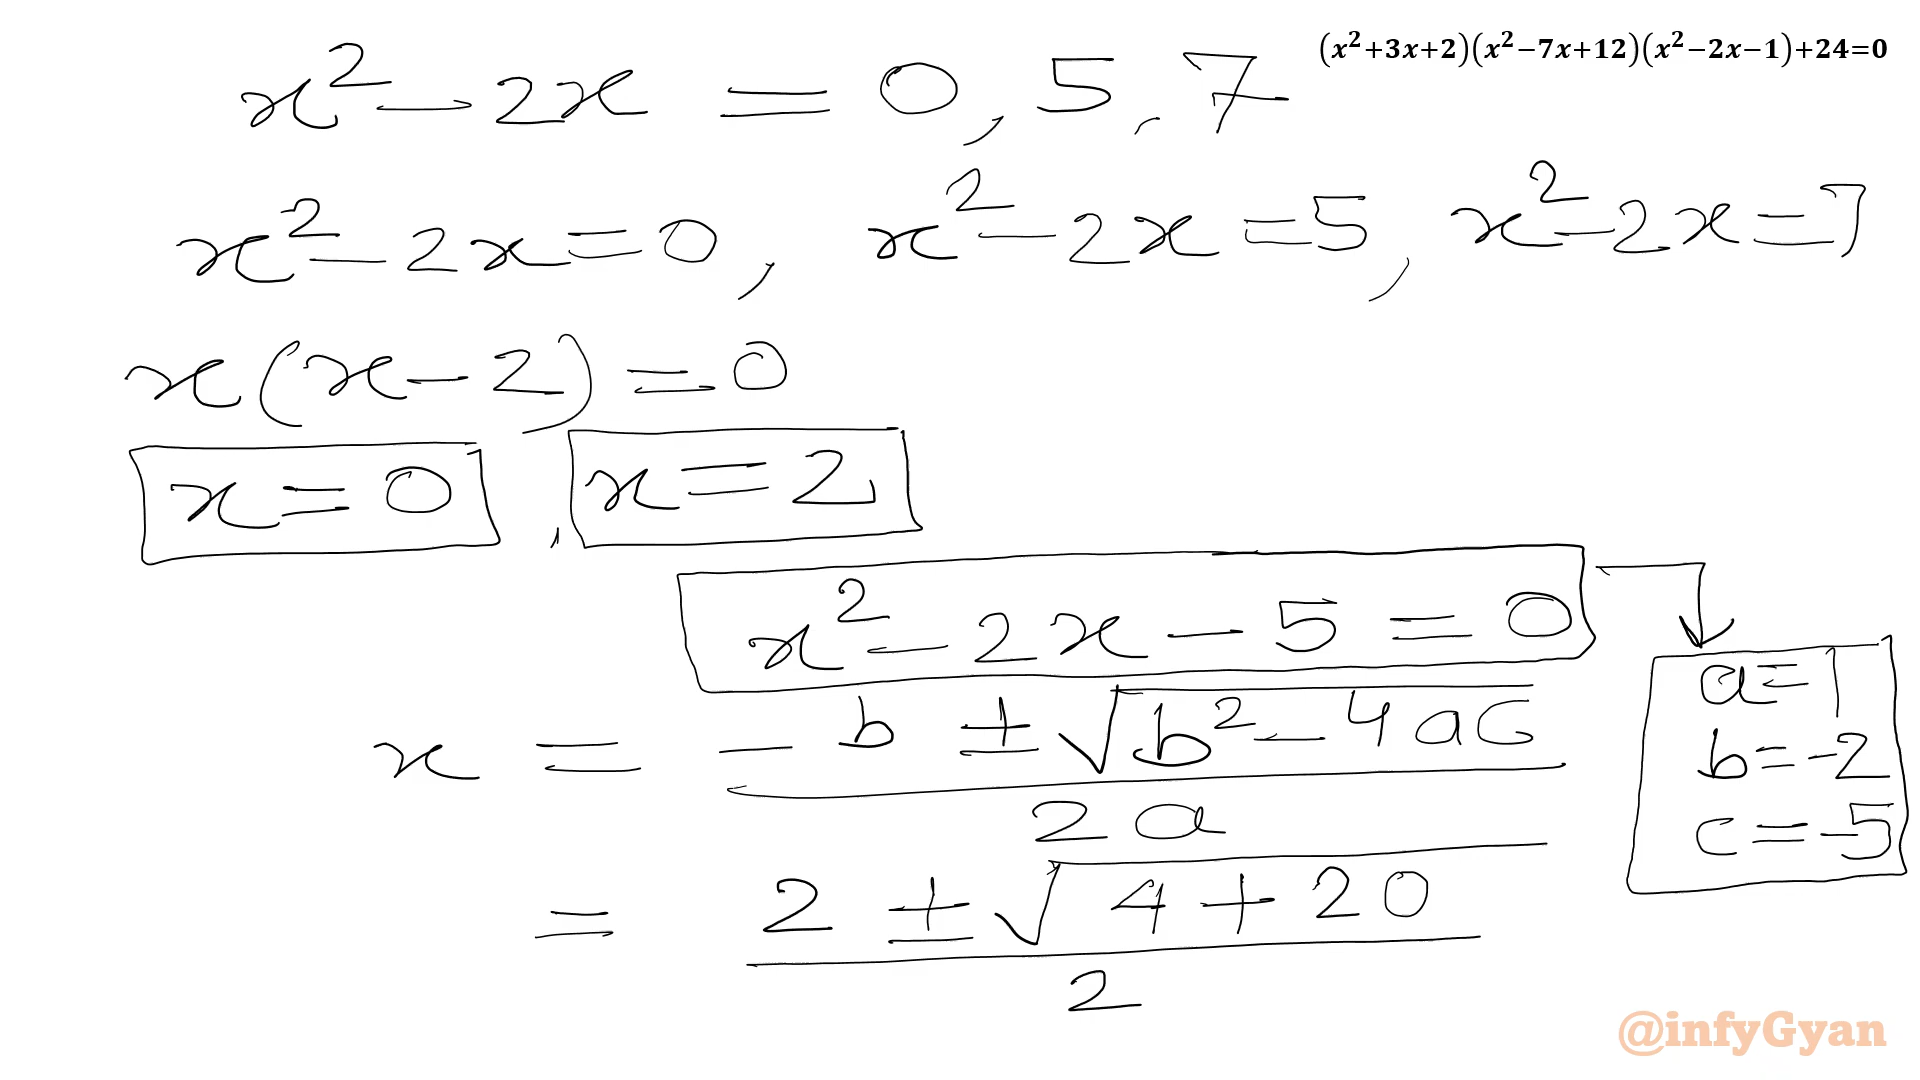 (x²+3x+2)(x²−7x+12)(x²−2x−1)+24=0
x² − 2x = 0, 5, 7
x² − 2x = 0, x² − 2x = 5, x² − 2x = 7
x(x − 2) = 0
x = 0, x = 2
x² − 2x − 5 = 0
a = 1
b = −2
c = −5
x = (−b ± √(b² − 4ac)) / 2a
= (2 ± √(4 + 20)) / 2
@infyGyan